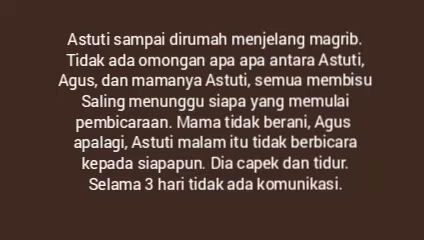 Astuti sampai dirumah menjelang magrib.
Tidak ada omongan apa apa antara Astuti,
Agus, dan mamanya Astuti, semua membisu
Saling menunggu siapa yang memulai
pembicaraan. Mama tidak berani, Agus
apalagi, Astuti malam itu tidak berbicara
kepada siapapun. Dia capek dan tidur.
Selama 3 hari tidak ada komunikasi.